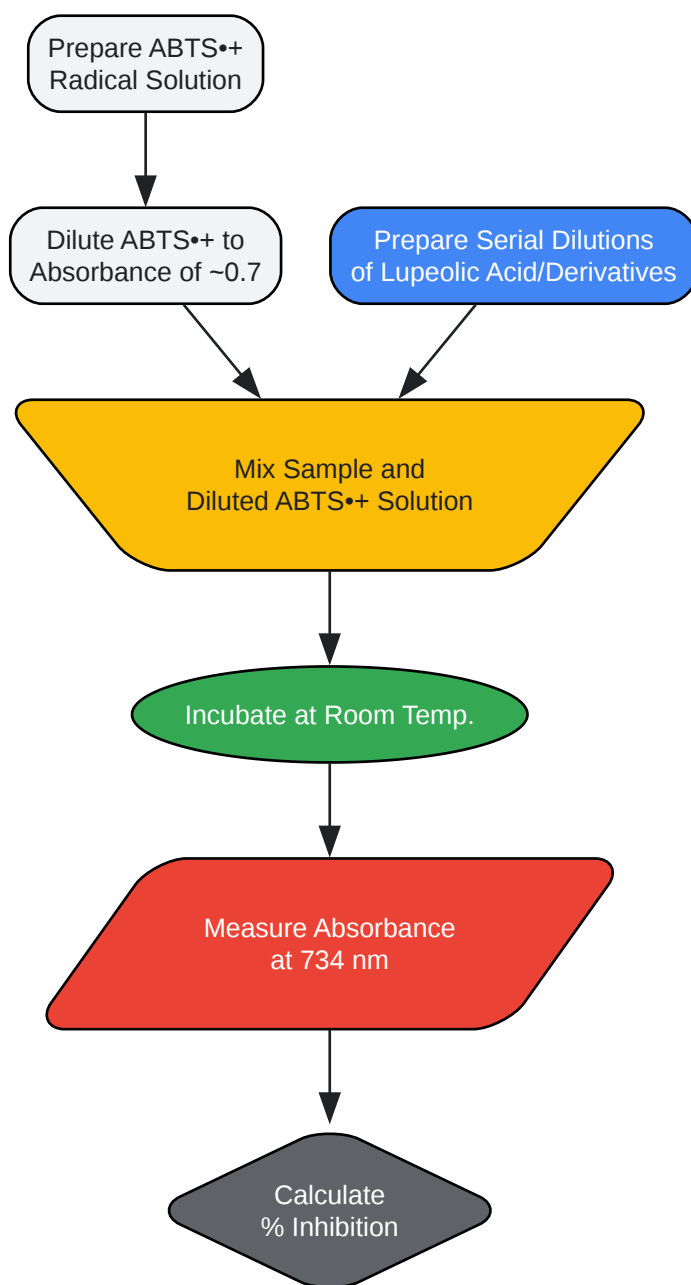 Prepare ABTS•+
Radical Solution
Dilute ABTS•+ to
Absorbance of ~0.7
Prepare Serial Dilutions
of Lupeolic Acid/Derivatives
Mix Sample and
Diluted ABTS•+ Solution
Incubate at Room Temp.
Measure Absorbance
at 734 nm
Calculate
% Inhibition